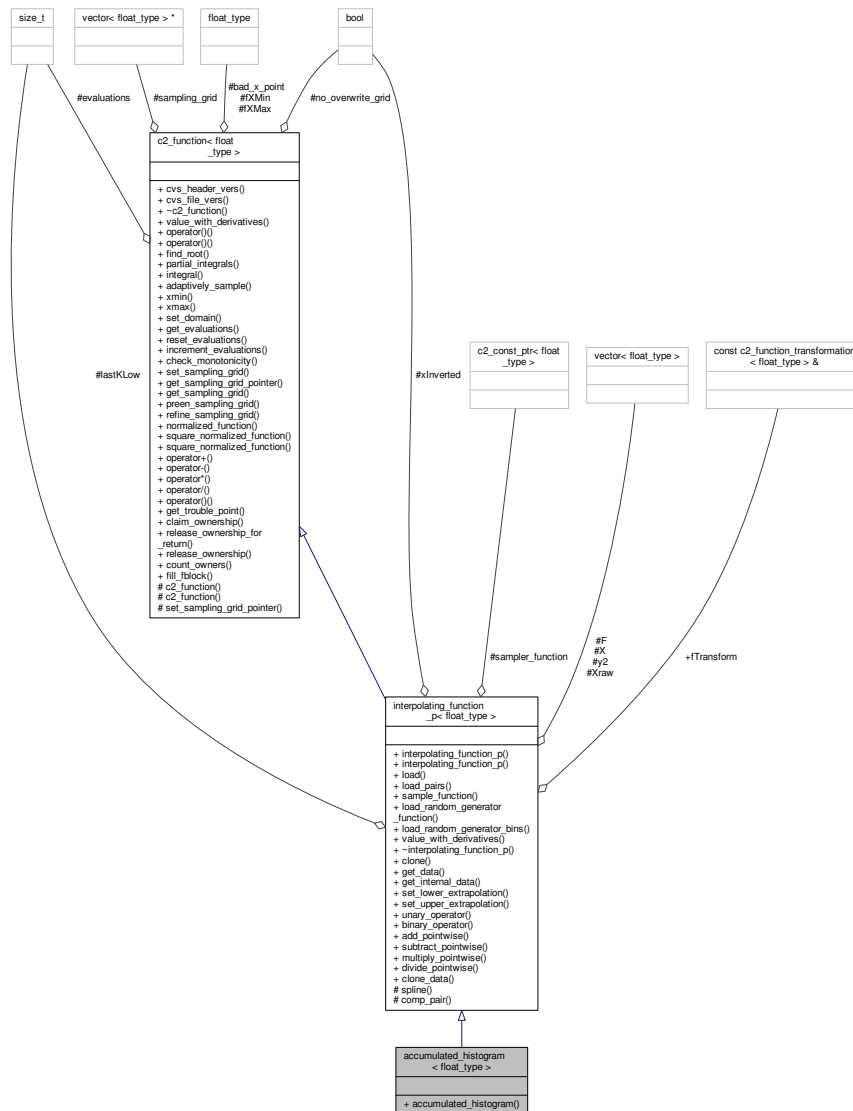 size_t
vector< float_type > *
float_type
bool
#evaluations
#sampling_grid
#bad_x_point
#fXMin
#fXMax
#no_overwrite_grid
c2_function< float
_type >
+ cvs_header_vers()
+ cvs_file_vers()
+ ~c2_function()
+ value_with_derivatives()
+ operator()()
+ operator()()
+ find_root()
+ partial_integrals()
+ integral()
+ adaptively_sample()
+ xmin()
+ xmax()
+ set_domain()
+ get_evaluations()
+ reset_evaluations()
+ increment_evaluations()
+ check_monotonicity()
+ set_sampling_grid()
+ get_sampling_grid_pointer()
+ get_sampling_grid()
+ preen_sampling_grid()
+ refine_sampling_grid()
+ normalized_function()
+ square_normalized_function()
+ square_normalized_function()
+ operator+()
+ operator-()
+ operator*()
+ operator/()
+ operator()()
+ get_trouble_point()
+ claim_ownership()
+ release_ownership_for
_return()
+ release_ownership()
+ count_owners()
+ fill_fblock()
# c2_function()
# c2_function()
# set_sampling_grid_pointer()
#lastKLow
#xInverted
c2_const_ptr< float
_type >
vector< float_type >
const c2_function_transformation
< float_type > &
#sampler_function
#F
#X
#y2
#Xraw
+fTransform
interpolating_function
_p< float_type >
+ interpolating_function_p()
+ interpolating_function_p()
+ load()
+ load_pairs()
+ sample_function()
+ load_random_generator
_function()
+ load_random_generator_bins()
+ value_with_derivatives()
+ ~interpolating_function_p()
+ clone()
+ get_data()
+ get_internal_data()
+ set_lower_extrapolation()
+ set_upper_extrapolation()
+ unary_operator()
+ binary_operator()
+ add_pointwise()
+ subtract_pointwise()
+ multiply_pointwise()
+ divide_pointwise()
+ clone_data()
# spline()
# comp_pair()
accumulated_histogram
< float_type >
+ accumulated_histogram()